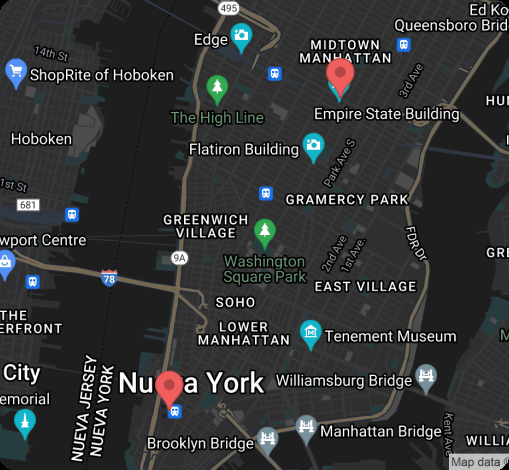 495
Ed Ko
Queensboro Bridg
Edge
14th St
MIDTOWN
MANHATTAN
ShopRite of Hoboken
3rd Ave
The High Line
Empire State Building
HU
Hoboken
Flatiron Building
Park Ave S
1st St
681
GRAMERCY PARK
GREENWICH
VILLAGE
wport Centre
FDR Dr
9A
Washington
Square Park
2nd Ave
1st Ave.
GRE
78
EAST VILLAGE
SOHO
THE
ERFRONT
LOWER
MANHATTAN
Tenement Museum
City
NUEVA JERSEY
NUEVA YORK
Nueva York
Williamsburg Bridge
emorial
Kent Ave
Brooklyn Bridge
Manhattan Bridge
WILLIA
Map data ©